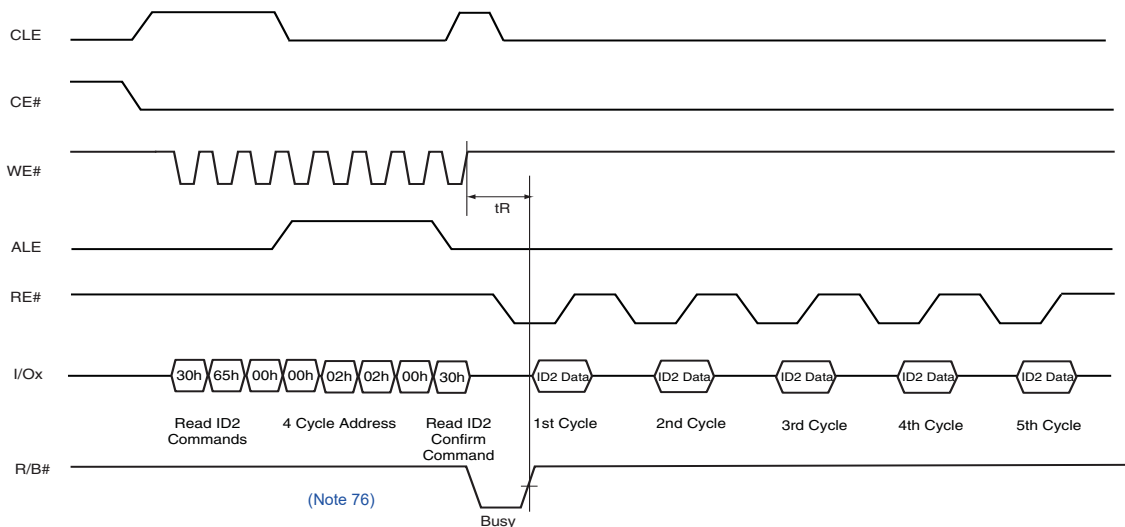 CLE
CE#
WE#
tR
ALE
RE#
I/Ox
30h 65h 00h 00h 02h 02h 00h 30h ID2 Data ID2 Data ID2 Data ID2 Data ID2 Data
Read ID2 Commands
4 Cycle Address
Read ID2 Confirm Command
1st Cycle
2nd Cycle
3rd Cycle
4th Cycle
5th Cycle
R/B#
(Note 76)
Busy